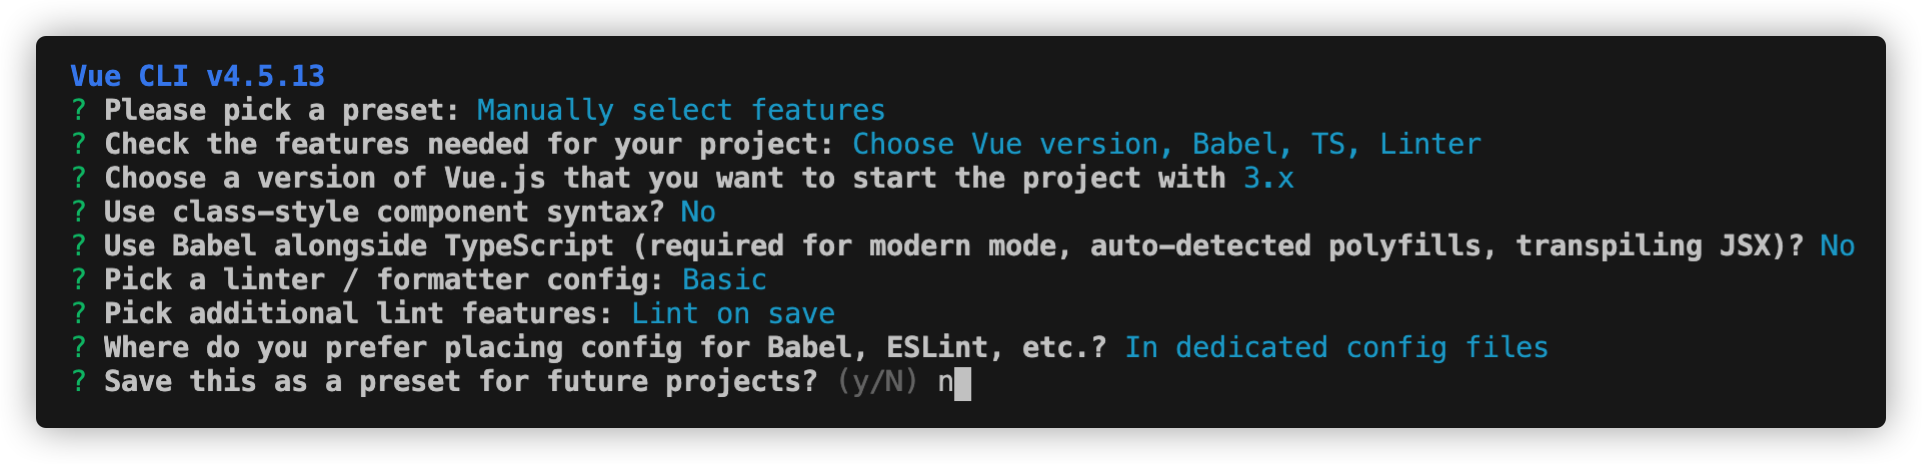 Vue CLI v4.5.13
? Please pick a preset: Manually select features
? Check the features needed for your project: Choose Vue version, Babel, TS, Linter
? Choose a version of Vue.js that you want to start the project with 3.x
? Use class-style component syntax? No
? Use Babel alongside TypeScript (required for modern mode, auto-detected polyfills, transpiling JSX)? No
? Pick a linter / formatter config: Basic
? Pick additional lint features: Lint on save
? Where do you prefer placing config for Babel, ESLint, etc.? In dedicated config files
? Save this as a preset for future projects? (y/N) n